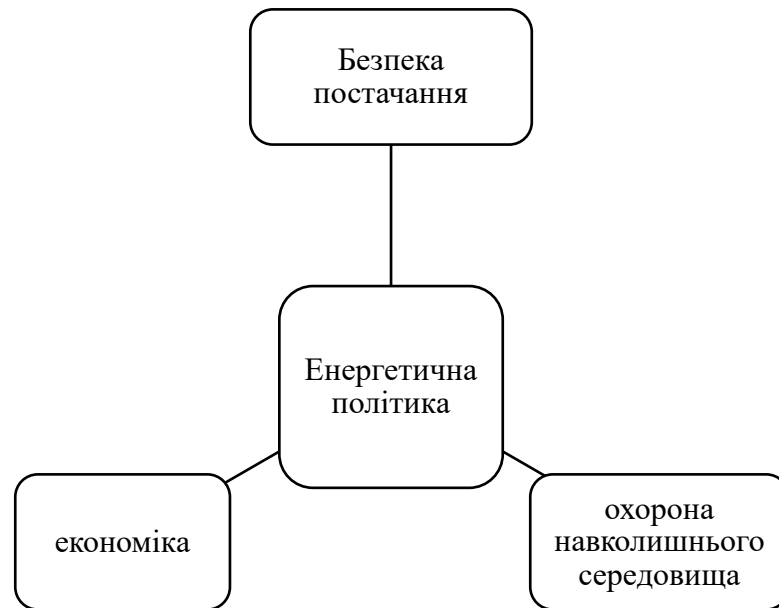 Безпека
постачання
Енергетична
політика
економіка
охорона
навколишнього
середовища